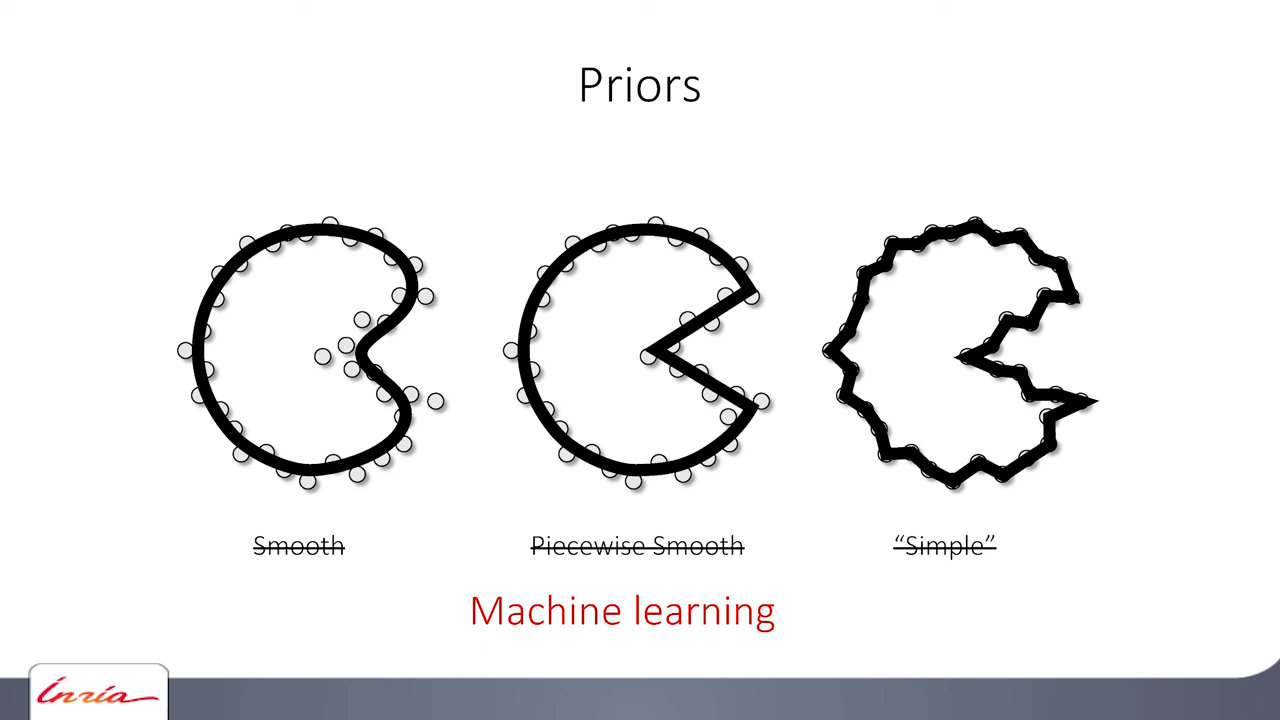 Priors
Smooth
Piecewise Smooth
“Simple”
Machine learning
Inria